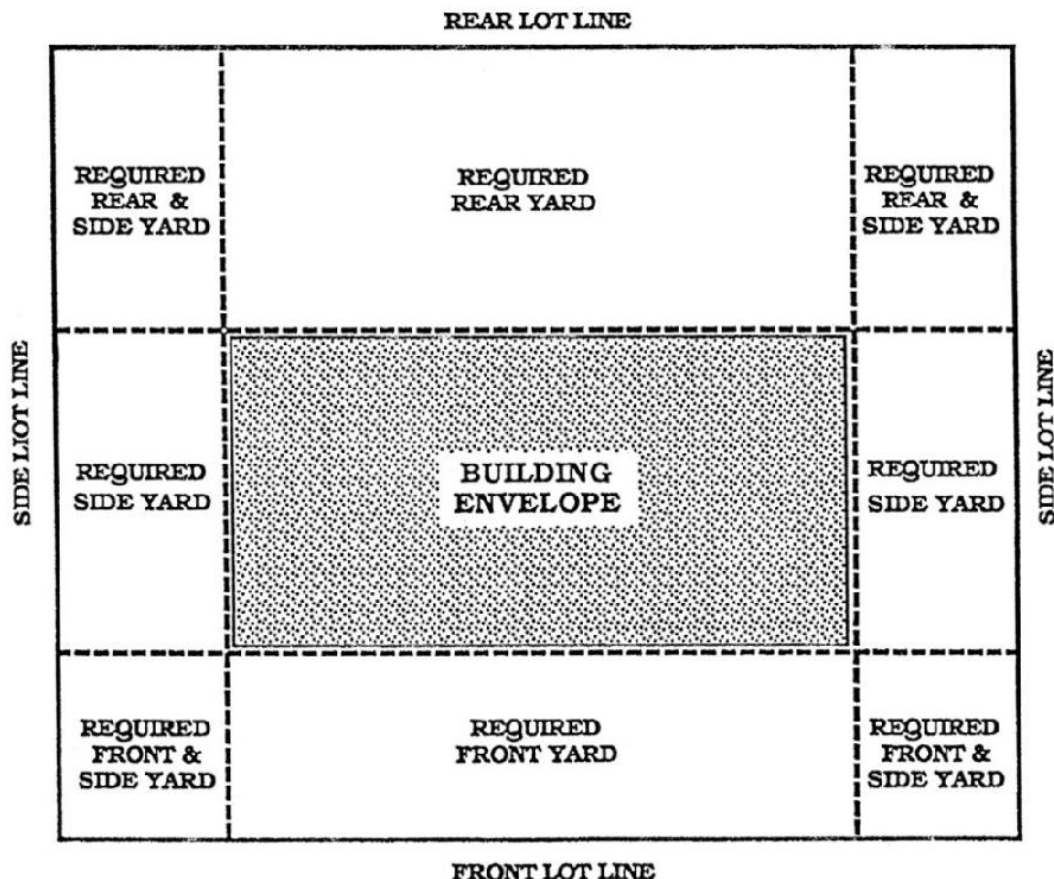 REAR LOT LINE
REQUIRED
REAR &
SIDE YARD
REQUIRED
REAR YARD
REQUIRED
REAR &
SIDE YARD
SIDE LIOT LINE
REQUIRED
SIDE YARD
BUILDING
ENVELOPE
REQUIRED
SIDE YARD
SIDE LOT LINE
REQUIRED
FRONT &
SIDE YARD
REQUIRED
FRONT YARD
REQUIRED
FRONT &
SIDE YARD
FRONT LOT LINE